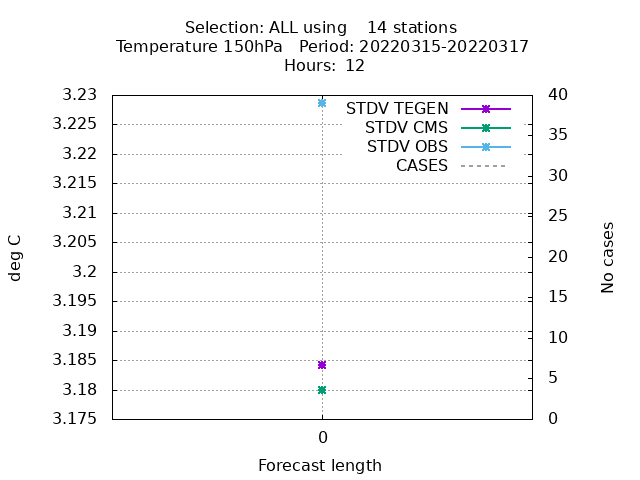 Selection: ALL using    14 stations
Temperature 150hPa   Period: 20220315-20220317
Hours: 12
3.23
3.225
3.22
3.215
3.21
3.205
3.2
3.195
3.19
3.185
3.18
3.175
deg C
STDV TEGEN
STDV CMS
STDV OBS
CASES
40
35
30
25
20
15
10
5
0
No cases
0
Forecast length